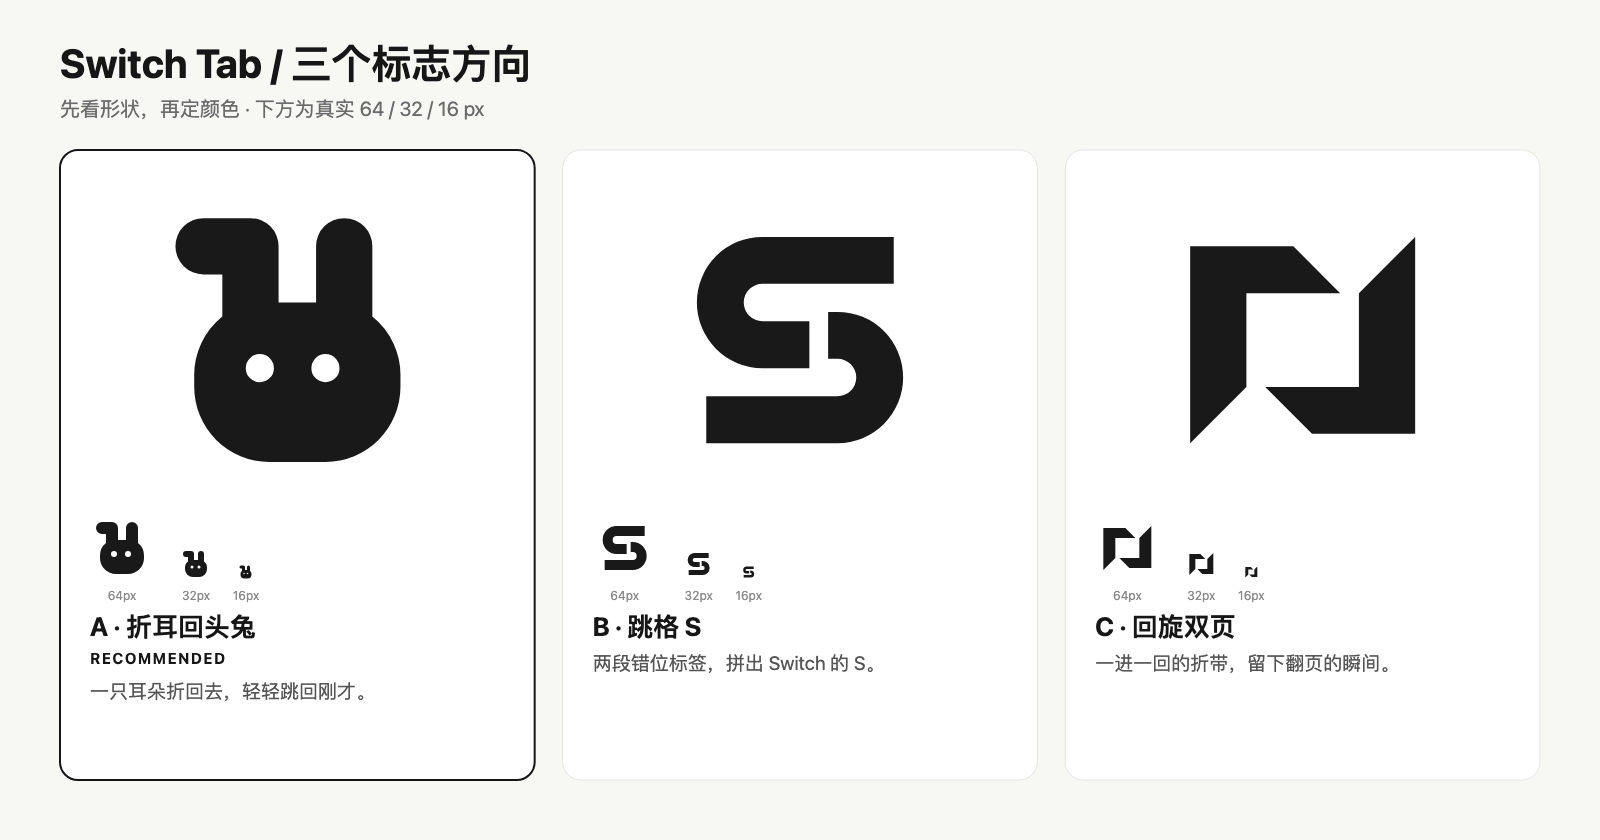 Switch Tab / 三个标志方向
先看形状，再定颜色 · 下方为真实 64 / 32 / 16 px
64px 32px 16px
A · 折耳回头兔
RECOMMENDED
一只耳朵折回去，轻轻跳回刚才。
64px 32px 16px
B · 跳格 S
两段错位标签，拼出 Switch 的 S。
64px 32px 16px
C · 回旋双页
一进一回的折带，留下翻页的瞬间。